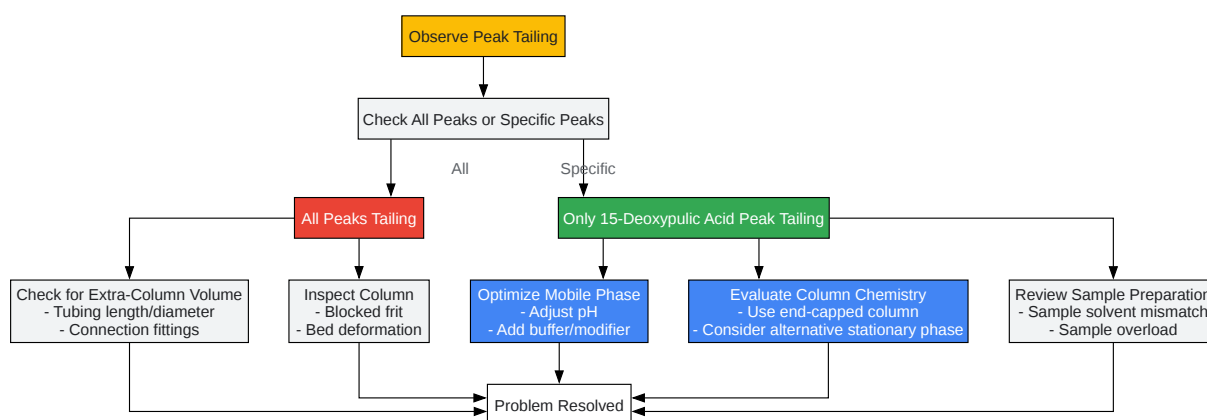 Observe Peak Tailing
Check All Peaks or Specific Peaks
All
Specific
All Peaks Tailing
Only 15-Deoxypulic Acid Peak Tailing
Check for Extra-Column Volume
- Tubing length/diameter
- Connection fittings
Inspect Column
- Blocked frit
- Bed deformation
Optimize Mobile Phase
- Adjust pH
- Add buffer/modifier
Evaluate Column Chemistry
- Use end-capped column
- Consider alternative stationary phase
Review Sample Preparation
- Sample solvent mismatch
- Sample overload
Problem Resolved